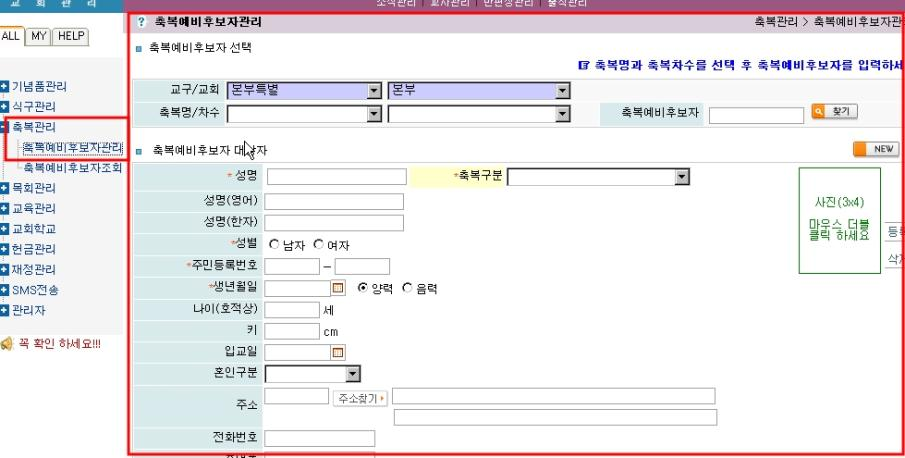 교 회 관 리
소식관리 | 교사관리 | 반편성관리 | 출석관리
ALL MY HELP
기념품관리
식구관리
축복관리
축복예비후보자관리
축복예비후보자조회
목회관리
교육관리
교회학교
헌금관리
재정관리
SMS전송
관리자
꼭 확인 하세요!!!
? 축복예비후보자관리
축복관리 > 축복예비후보자관
축복예비후보자 선택
☞ 축복명과 축복차수를 선택 후 축복예비후보자를 입력하세
교구/교회 본부특별 본부
축복명/차수 축복예비후보자 찾기
축복예비후보자 대상자 NEW
*성명 *축복구분
성명(영어)
성명(한자)
*성별 남자 여자
*주민등록번호 –
*생년월일 양력 음력
나이(호적상) 세
키 cm
입교일
혼인구분
주소 주소찾기
전화번호
사진(3x4)
마우스 더블
클릭 하세요
등록